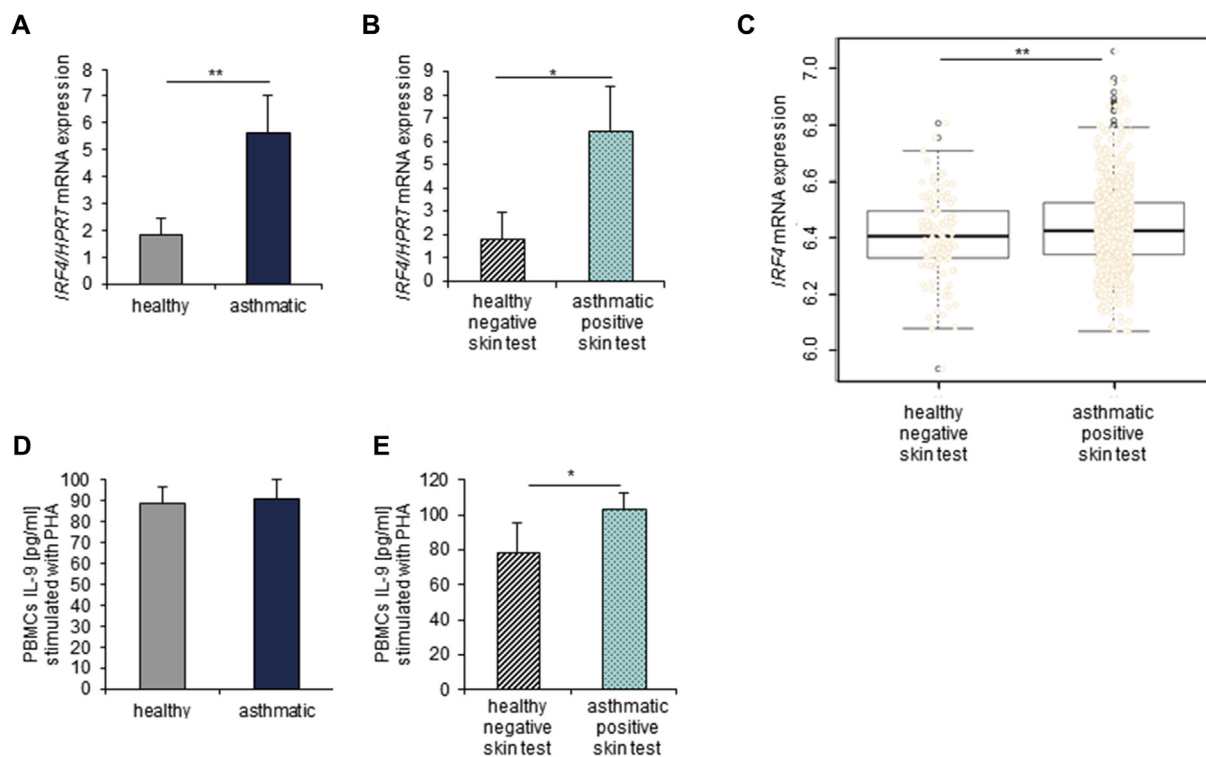 A
IRF4/HPRT mRNA expression
8
7
6
5
4
3
2
1
0
**
healthy
asmatic
B
IRF4/HPRT mRNA expression
9
8
7
6
5
4
3
2
1
0
*
healthy
negative
skin test
asthmatic
positive
skin test
C
IRF4 mRNA expression
7.0
6.8
6.6
6.4
6.2
6.0
**
healthy
negative
skin test
asthmatic
positive
skin test
D
PBMCs IL-9 [pg/ml]
stimulated with PHA
100
90
80
70
60
50
40
30
20
10
0
healthy
asthmatic
E
PBMCs IL-9 [pg/ml]
stimulated with PHA
120
100
80
60
40
20
0
*
healthy
negative
skin test
asthmatic
positive
skin test